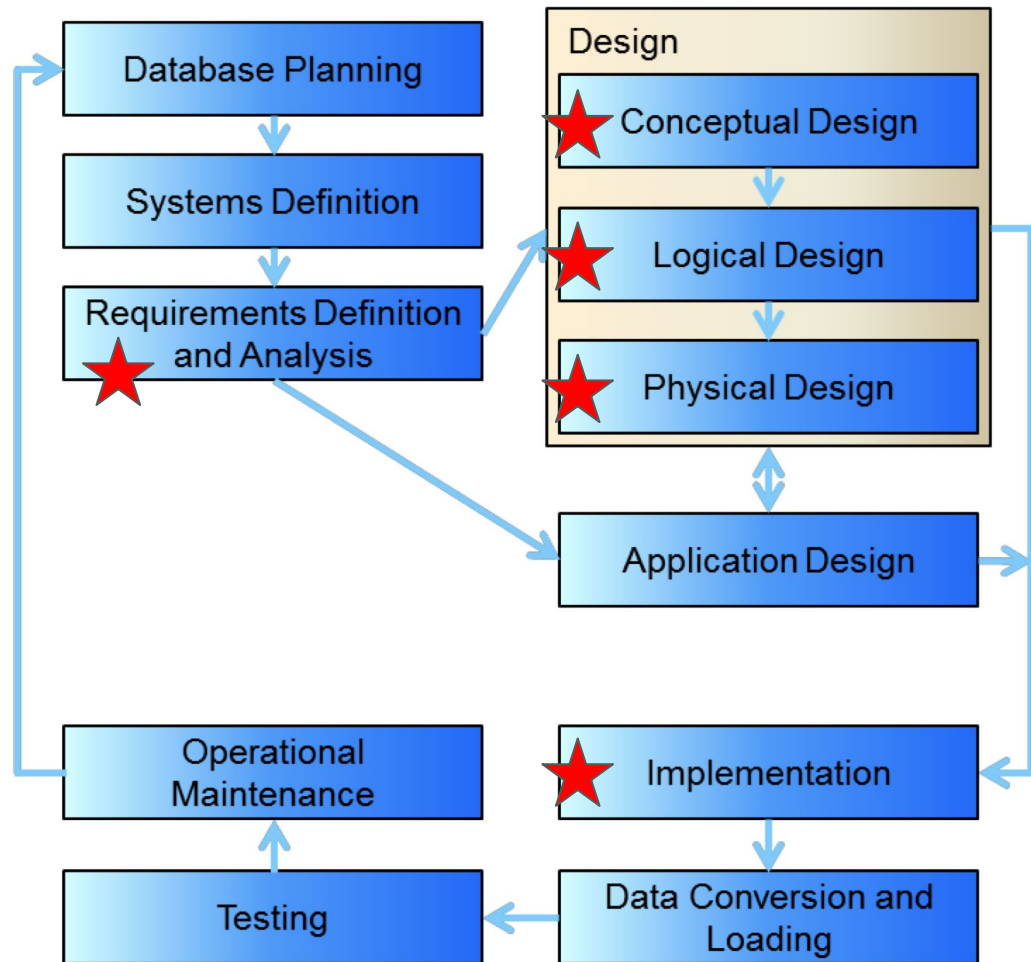 Database Planning
Systems Definition
Requirements Definition
and Analysis
Design
Conceptual Design
Logical Design
Physical Design
Application Design
Implementation
Data Conversion and
Loading
Testing
Operational
Maintenance